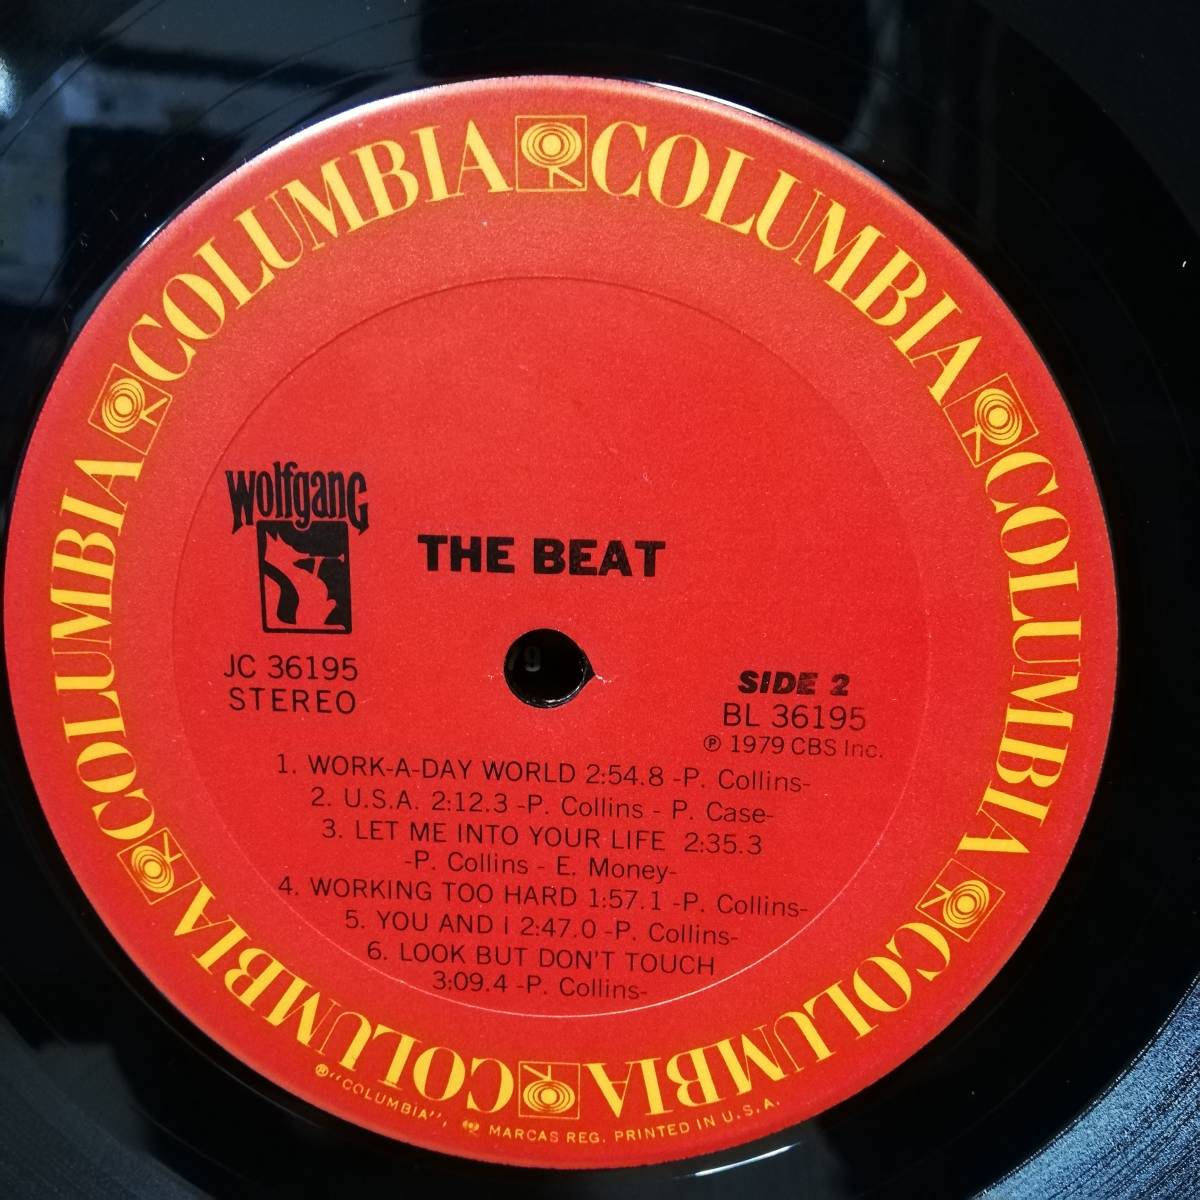 COLUMBIA COLUMBIA COLUMBIA COLUMBIA COLUMBIA COLUMBIA
Wolfgang
THE BEAT
JC 36195
STEREO
79
SIDE 2
BL 36195
℗ 1979 CBS Inc.
1. WORK-A-DAY WORLD 2:54.8 -P. Collins-
2. U.S.A. 2:12.3 -P. Collins - P. Case-
3. LET ME INTO YOUR LIFE 2:35.3
-P. Collins - E. Money-
4. WORKING TOO HARD 1:57.1 -P. Collins-
5. YOU AND I 2:47.0 -P. Collins-
6. LOOK BUT DON'T TOUCH
3:09.4 -P. Collins-
® "COLUMBIA", MARCAS REG. PRINTED IN U.S.A.